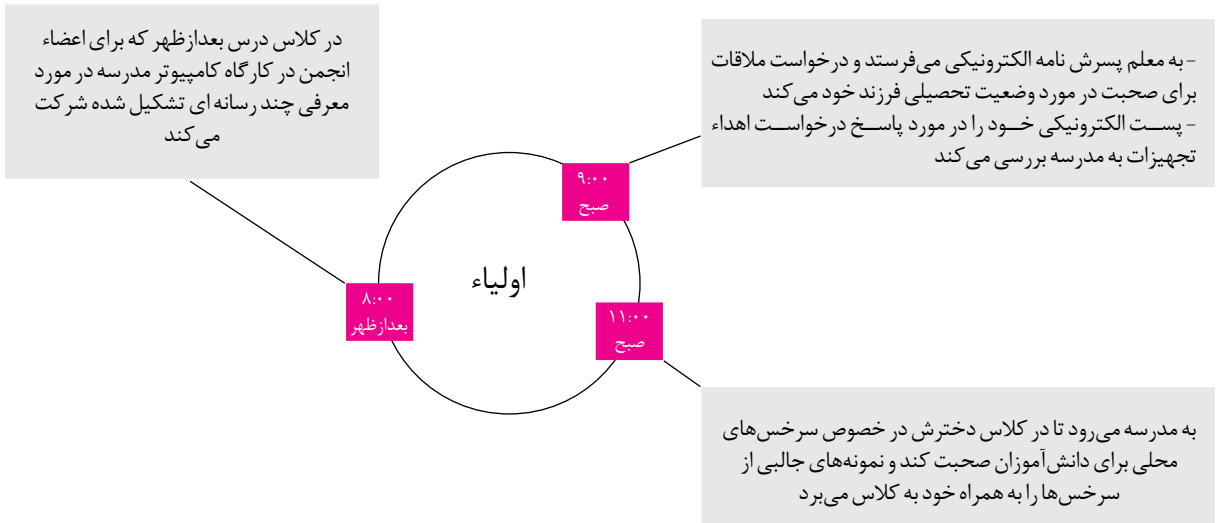 در کلاس درس بعدازظهر که برای اعضاء
انجمن در کارگاه کامپیوتر مدرسه در مورد
معرفی چند رسانه ای تشکیل شده شرکت
می‌کند
- به معلم پسرش نامه الکترونیکی می‌فرستد و درخواست ملاقات
برای صحبت در مورد وضعیت تحصیلی فرزند خود می‌کند
- پست الکترونیکی خود را در مورد پاسخ درخواست اهداء
تجهیزات به مدرسه بررسی می‌کند
۹:۰۰
صبح
اولیاء
۸:۰۰
بعدازظهر
۱۱:۰۰
صبح
به مدرسه می‌رود تا در کلاس دخترش در خصوص سرخس‌های
محلی برای دانش‌آموزان صحبت کند و نمونه‌های جالبی از
سرخس‌ها را به همراه خود به کلاس می‌برد